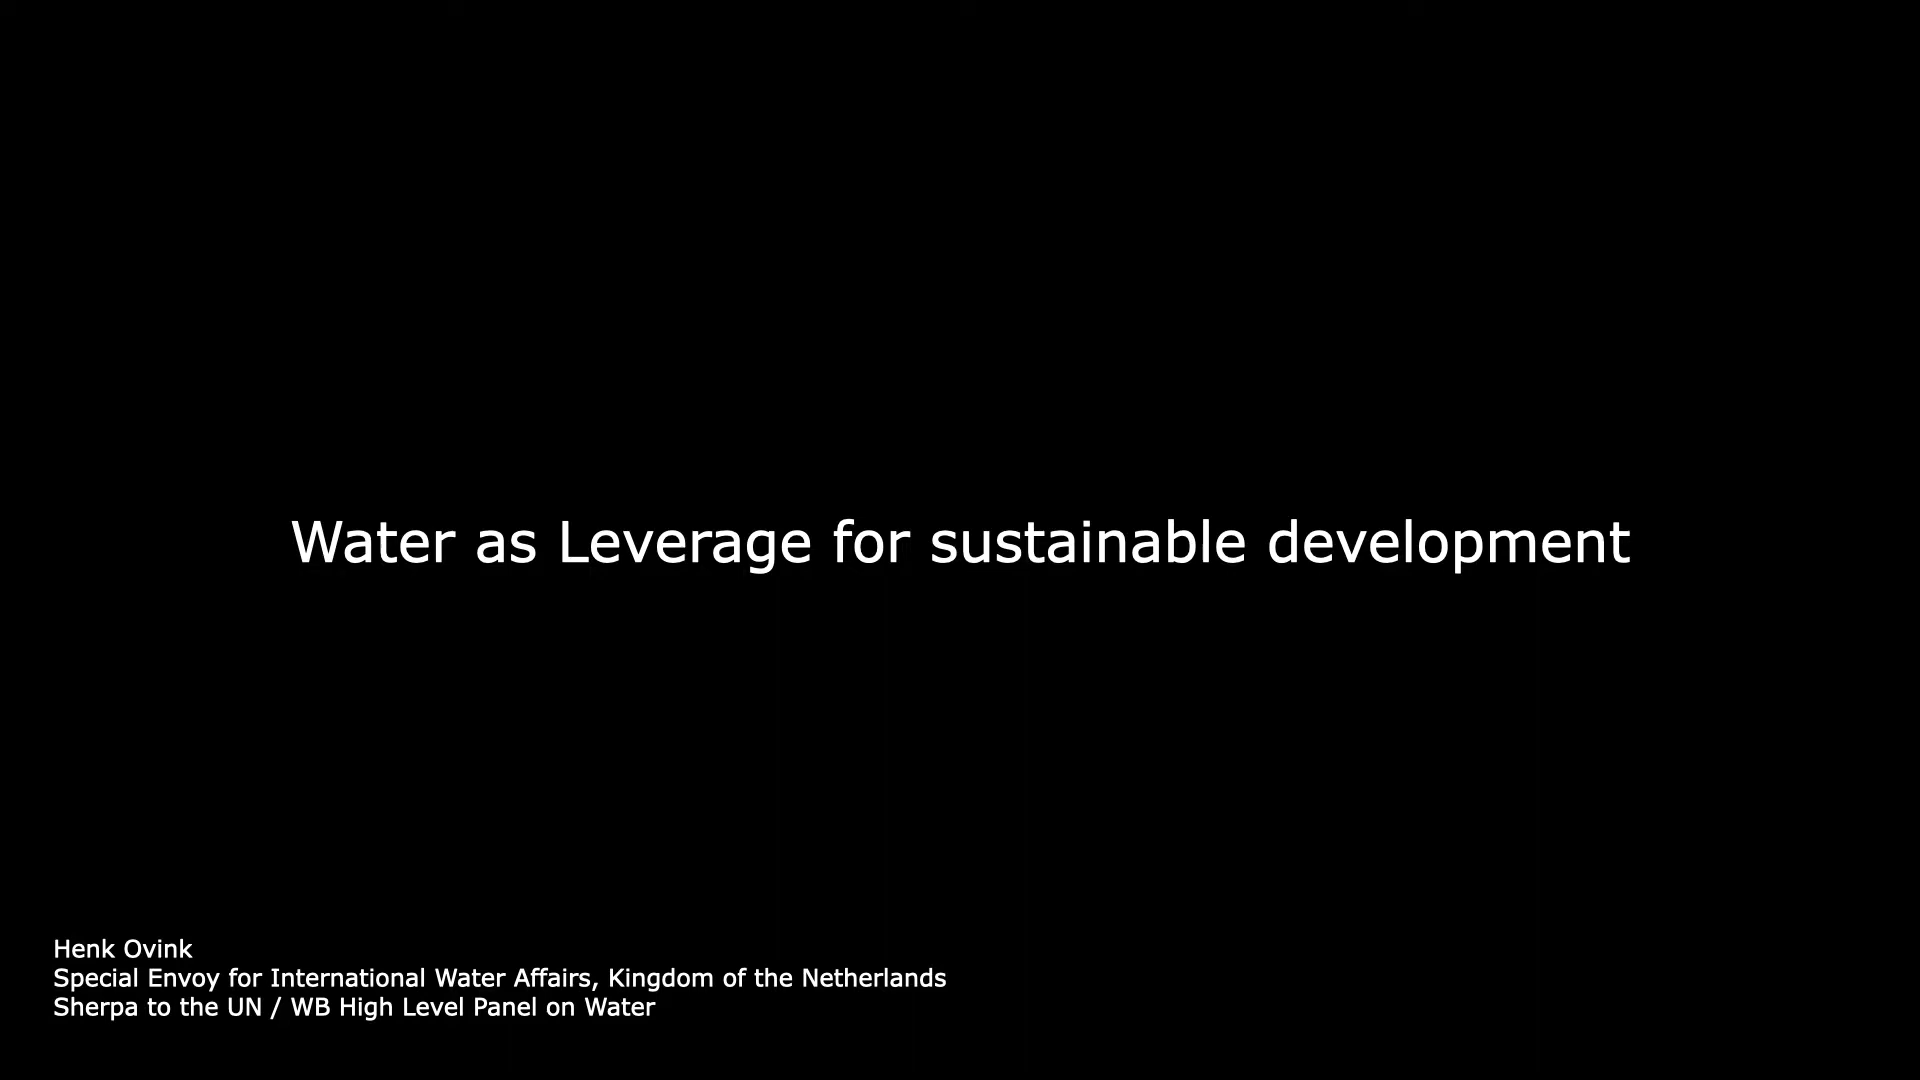 Water as Leverage for sustainable development
Henk Ovink
Special Envoy for International Water Affairs, Kingdom of the Netherlands
Sherpa to the UN / WB High Level Panel on Water